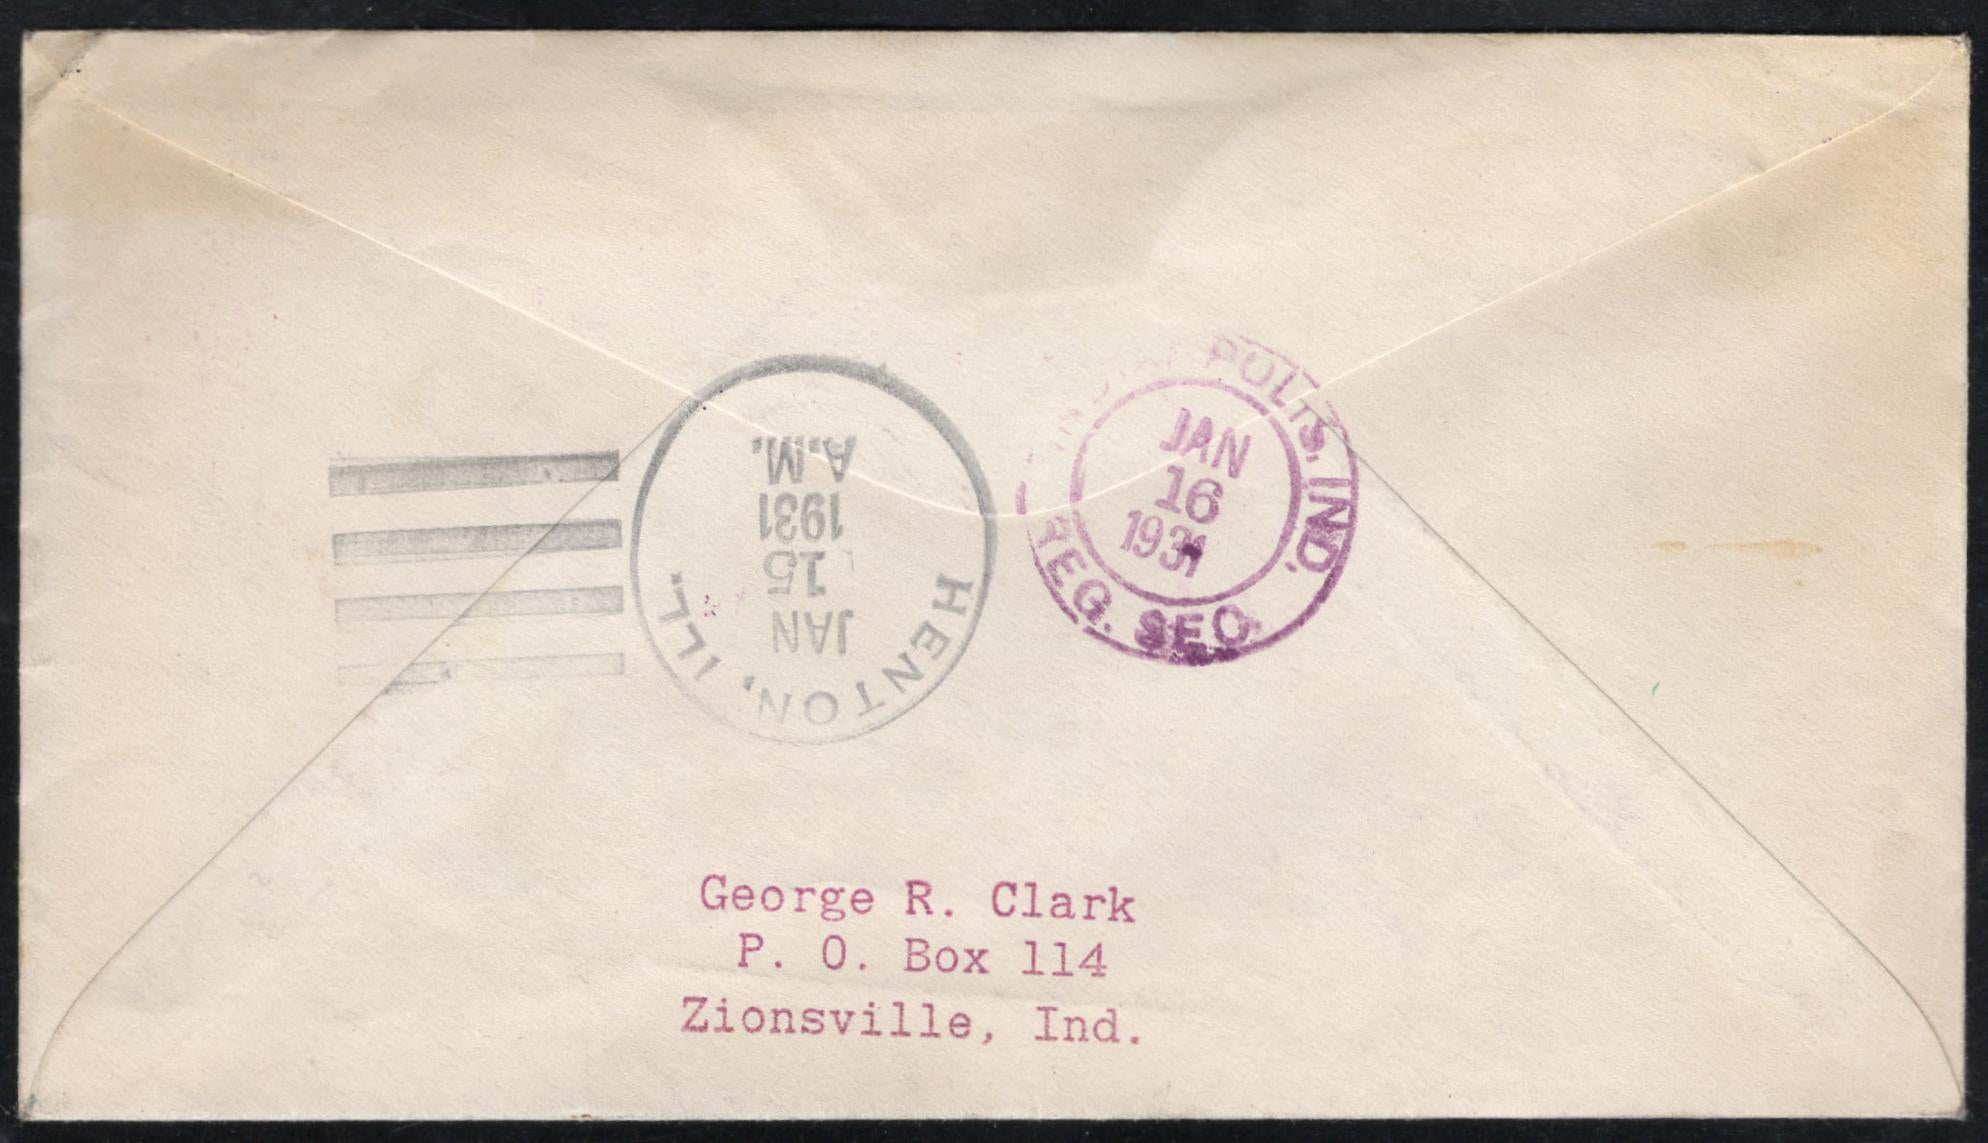 HENTON, ILL.
JAN
15
1931
A.M.
POLIS, IND.
JAN
16
1931
REG. SEC.
George R. Clark
P. O. Box 114
Zionsville, Ind.